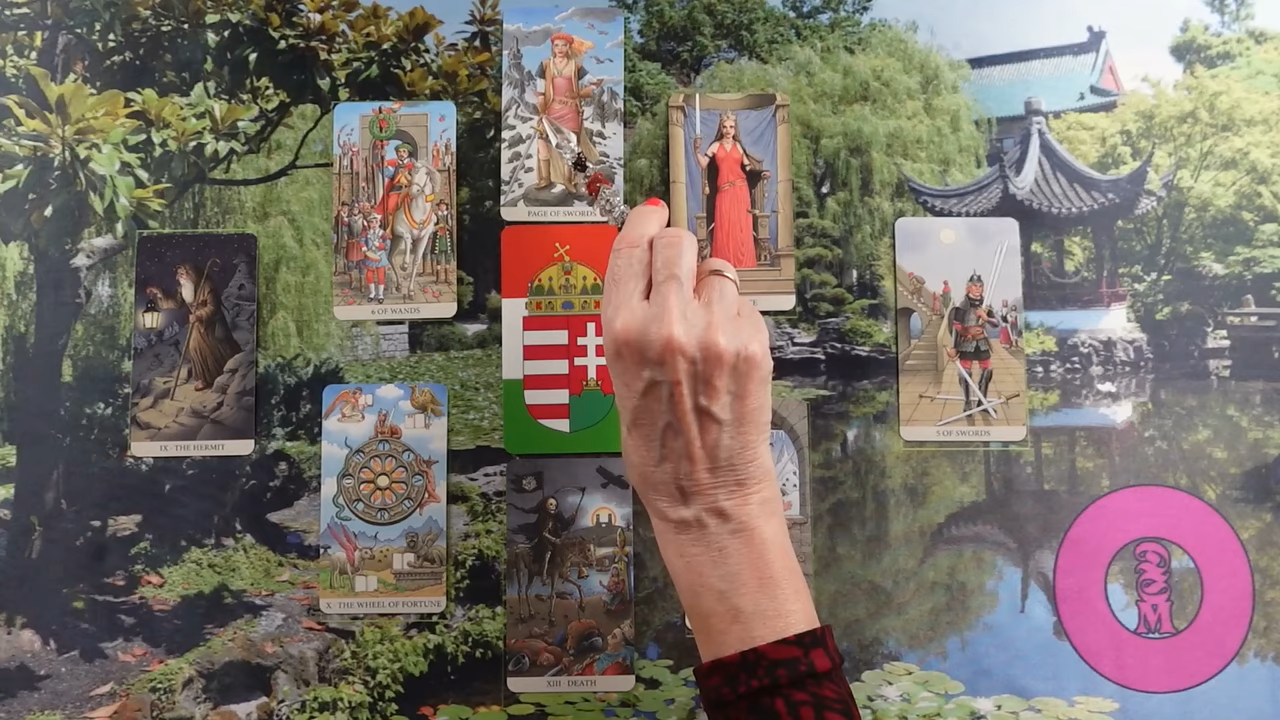 PAGE OF SWORDS
6 OF WANDS
5 OF SWORDS
IX · THE HERMIT
X · THE WHEEL OF FORTUNE
XIII · DEATH